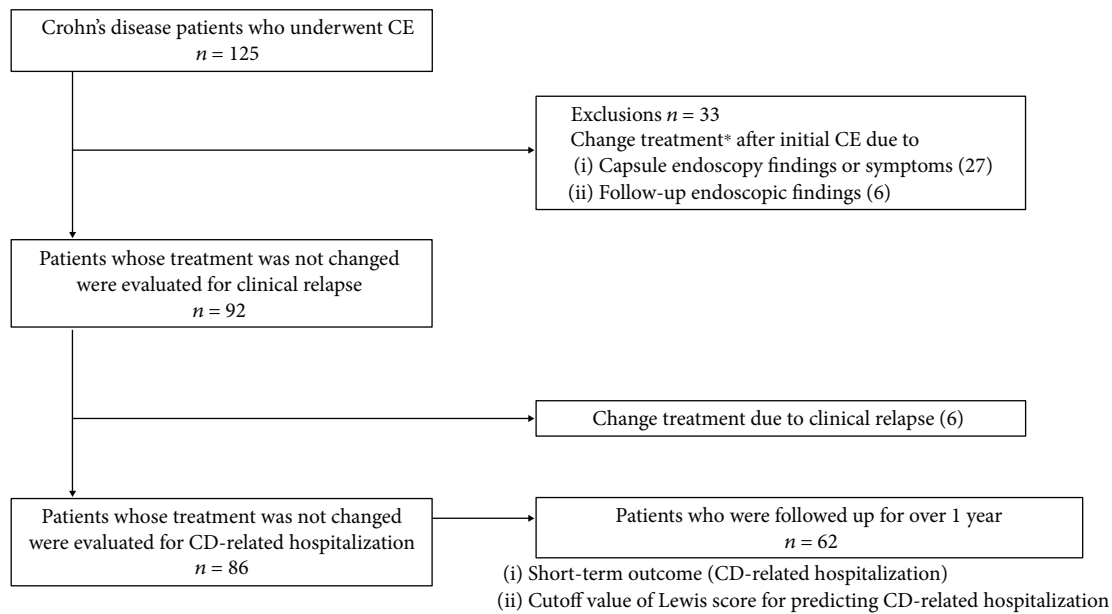 Crohn's disease patients who underwent CE
n = 125
Exclusions n = 33
Change treatment* after initial CE due to
(i) Capsule endoscopy findings or symptoms (27)
(ii) Follow-up endoscopic findings (6)
Patients whose treatment was not changed
were evaluated for clinical relapse
n = 92
Change treatment due to clinical relapse (6)
Patients whose treatment was not changed
were evaluated for CD-related hospitalization
n = 86
Patients who were followed up for over 1 year
n = 62
(i) Short-term outcome (CD-related hospitalization)
(ii) Cutoff value of Lewis score for predicting CD-related hospitalization